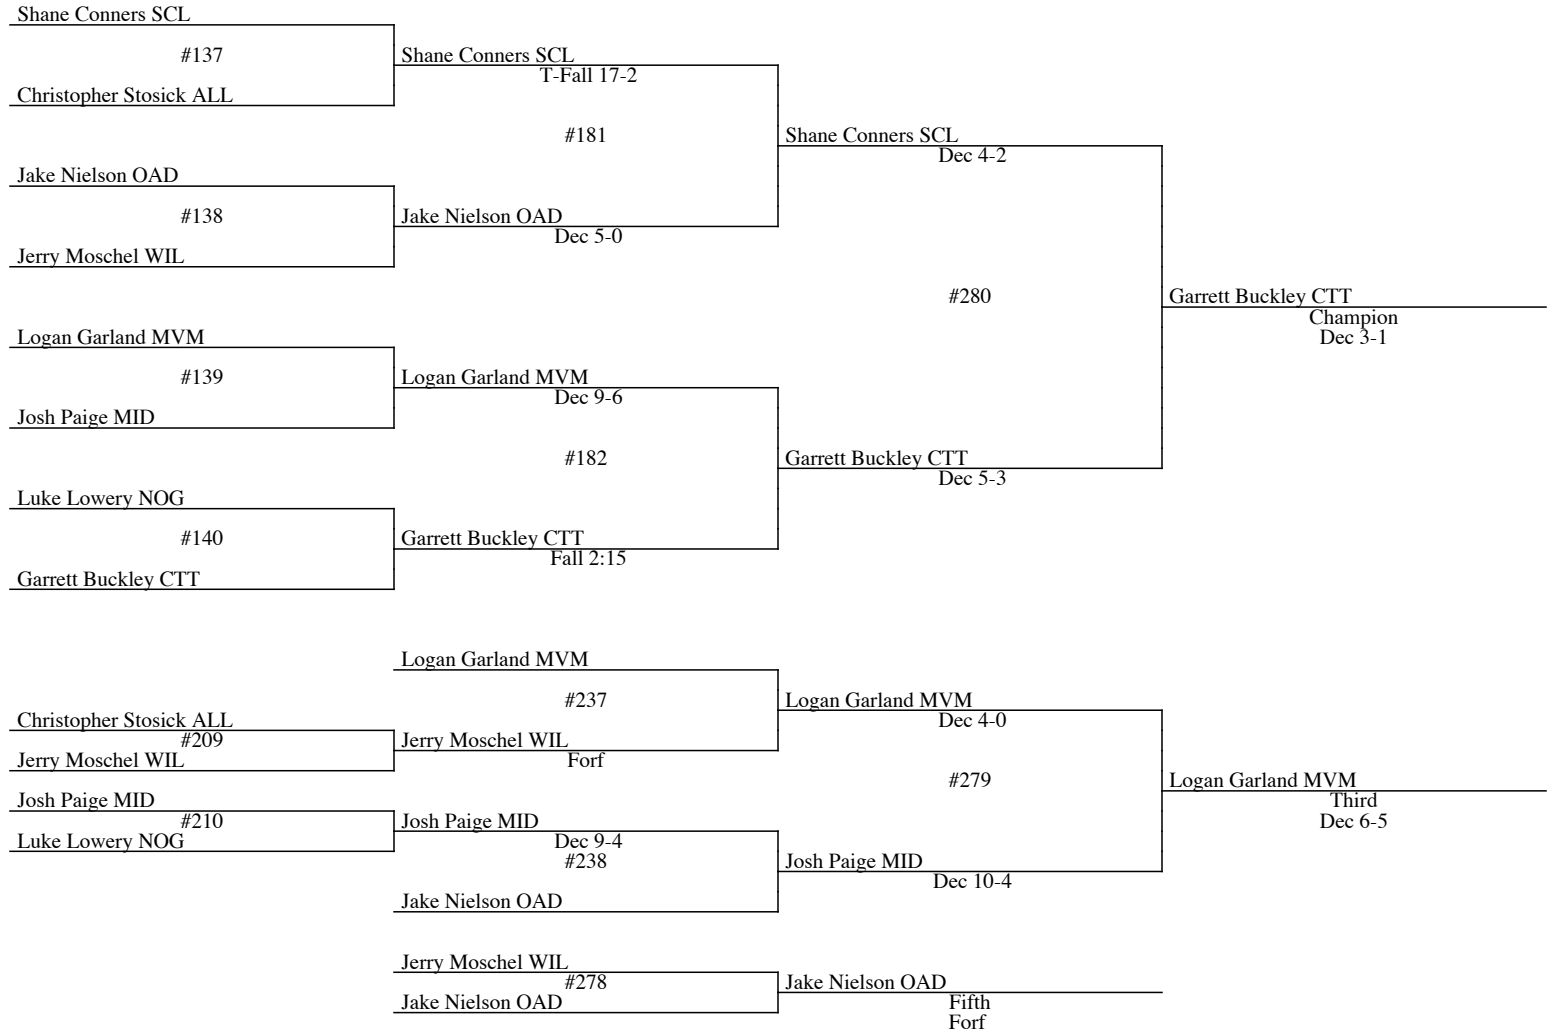 Shane Conners SCL
#137
Shane Conners SCL
T-Fall 17-2
Christopher Stosick ALL
#181
Shane Conners SCL
Dec 4-2
Jake Nielson OAD
#138
Jake Nielson OAD
Dec 5-0
Jerry Moschel WIL
#280
Garrett Buckley CTT
Champion
Dec 3-1
Logan Garland MVM
#139
Logan Garland MVM
Dec 9-6
Josh Paige MID
#182
Garrett Buckley CTT
Dec 5-3
Luke Lowery NOG
#140
Garrett Buckley CTT
Fall 2:15
Garrett Buckley CTT
Logan Garland MVM
#237
Logan Garland MVM
Dec 4-0
Christopher Stosick ALL
#209
Jerry Moschel WIL
Forf
Jerry Moschel WIL
#279
Logan Garland MVM
Third
Dec 6-5
Josh Paige MID
#210
Josh Paige MID
Dec 9-4
Luke Lowery NOG
#238
Josh Paige MID
Dec 10-4
Jake Nielson OAD
Jerry Moschel WIL
#278
Jake Nielson OAD
Fifth
Forf
Jake Nielson OAD